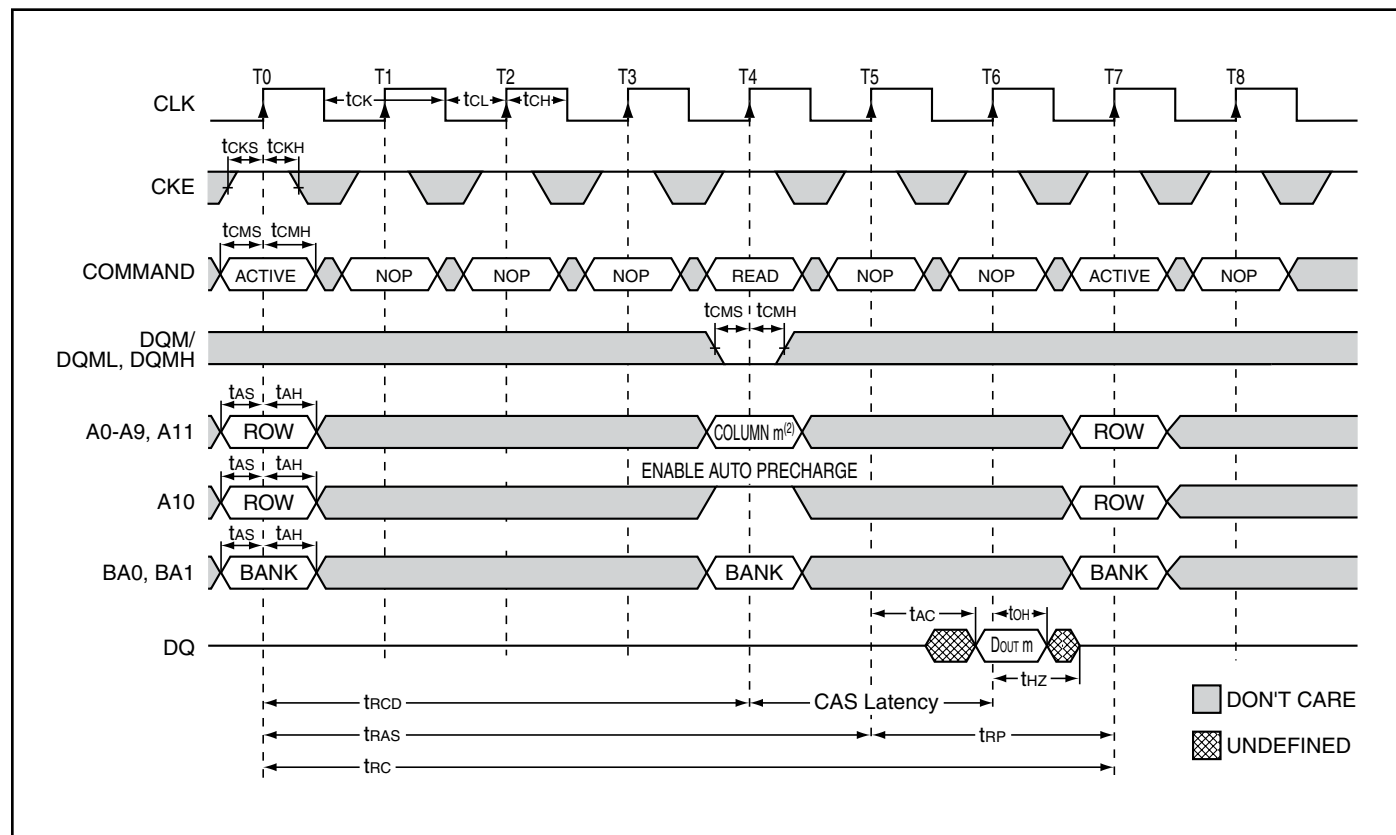 T0 T1 T2 T3 T4 T5 T6 T7 T8
CLK tCK tCL tCH
tCKS tCKH
CKE
tCMS tCMH
COMMAND ACTIVE NOP NOP NOP READ NOP NOP ACTIVE NOP
tCMS tCMH
DQM/
DQML, DQMH
tAS tAH
A0-A9, A11 ROW COLUMN m(2) ROW
tAS tAH ENABLE AUTO PRECHARGE
A10 ROW ROW
tAS tAH
BA0, BA1 BANK BANK BANK
tAC tOH
DQ DOUT m
tHZ
tRCD CAS Latency
DON'T CARE
tRAS tRP
UNDEFINED
tRC